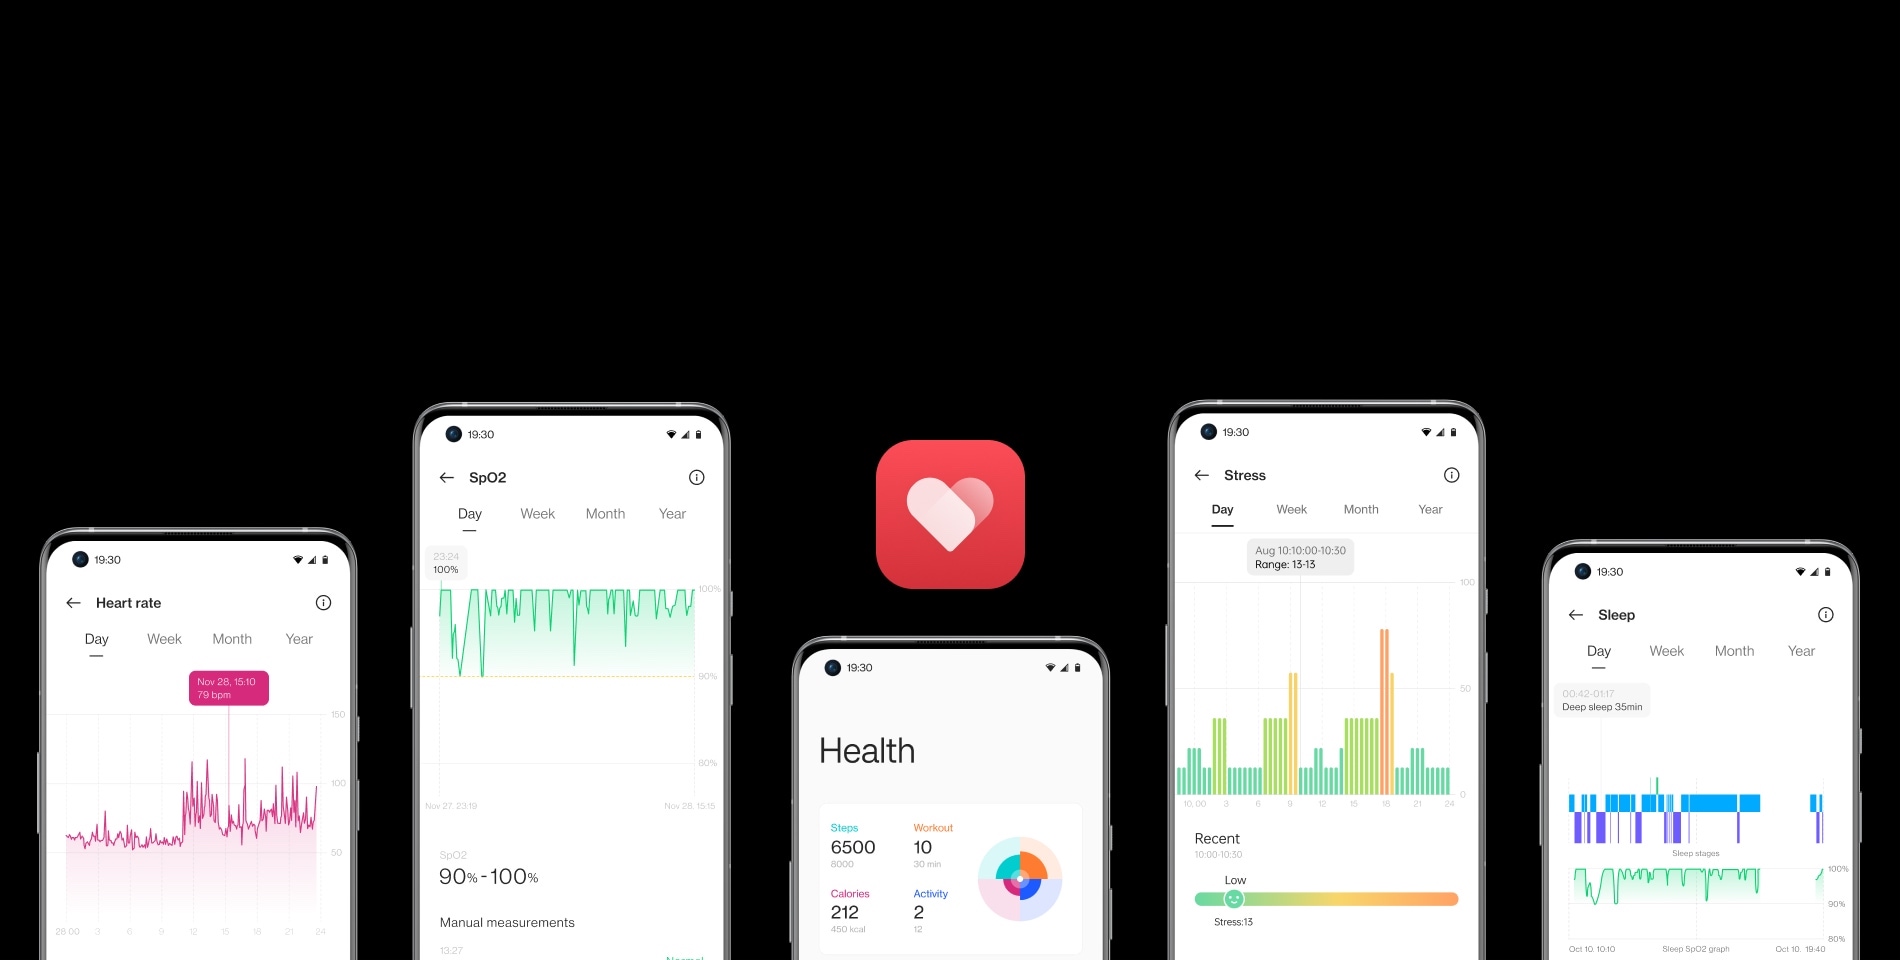 19:30
Heart rate
Day Week Month Year
Nov 28, 15:10
79 bpm
150
100
50
28 00 3 6 9 12 15 18 21 24
19:30
SpO2
Day Week Month Year
23:24
100%
100%
90%
80%
Nov 27, 23:19 Nov 28, 15:15
SpO2
90%-100%
Manual measurements
13:27
Normal
19:30
Health
Steps
6500
8000
Workout
10
30 min
Calories
212
450 kcal
Activity
2
12
19:30
Stress
Day Week Month Year
Aug 10:10:00-10:30
Range: 13-13
100
50
0
10, 00 3 6 9 12 15 18 21 24
Recent
10:00-10:30
Low
Stress:13
19:30
Sleep
Day Week Month Year
00:42-01:17
Deep sleep 35min
Sleep stages
100%
90%
80%
Oct 10, 10:10 Sleep SpO2 graph Oct 10, 19:40